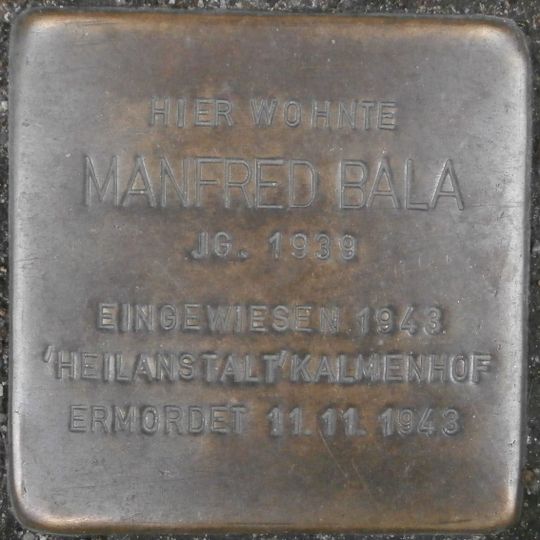 HIER WOHNTE
MANFRED BALA
JG. 1939
EINGEWIESEN 1943
'HEILANSTALT' KALMENHOF
ERMORDET 11.11.1943